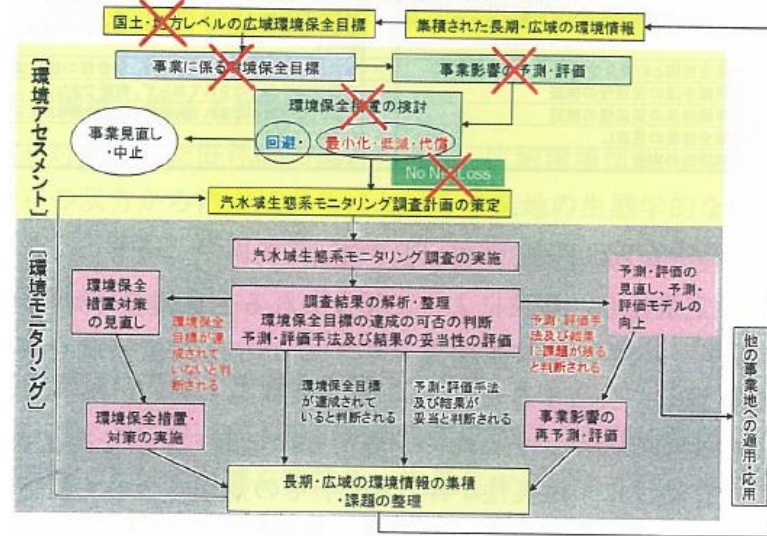 国土・地方レベルの広域環境保全目標
集積された長期・広域の環境情報
[環境アセスメント]
事業に係る環境保全目標
事業影響の予測・評価
環境保全措置の検討
回避・
最小化・低減・代償
事業見直し
・中止
No Net Loss
汽水域生態系モニタリング調査計画の策定
[環境モニタリング]
汽水域生態系モニタリング調査の実施
環境保全
措置対策
の見直し
調査結果の解析・整理
環境保全目標の達成の可否の判断
予測・評価手法及び結果の妥当性の評価
予測・評価の
見直し、予測・
評価モデルの
向上
環境保全
目標が達
成されて
いないと判
断される
予測・評価手
法及び結果
に課題が残る
と判断される
環境保全目標
が達成されて
いると判断される
予測・評価手法
及び結果が
妥当と判断される
環境保全措置・
対策の実施
事業影響の
再予測・評価
他の事業地への適用・応用
長期・広域の環境情報の集積
・課題の整理